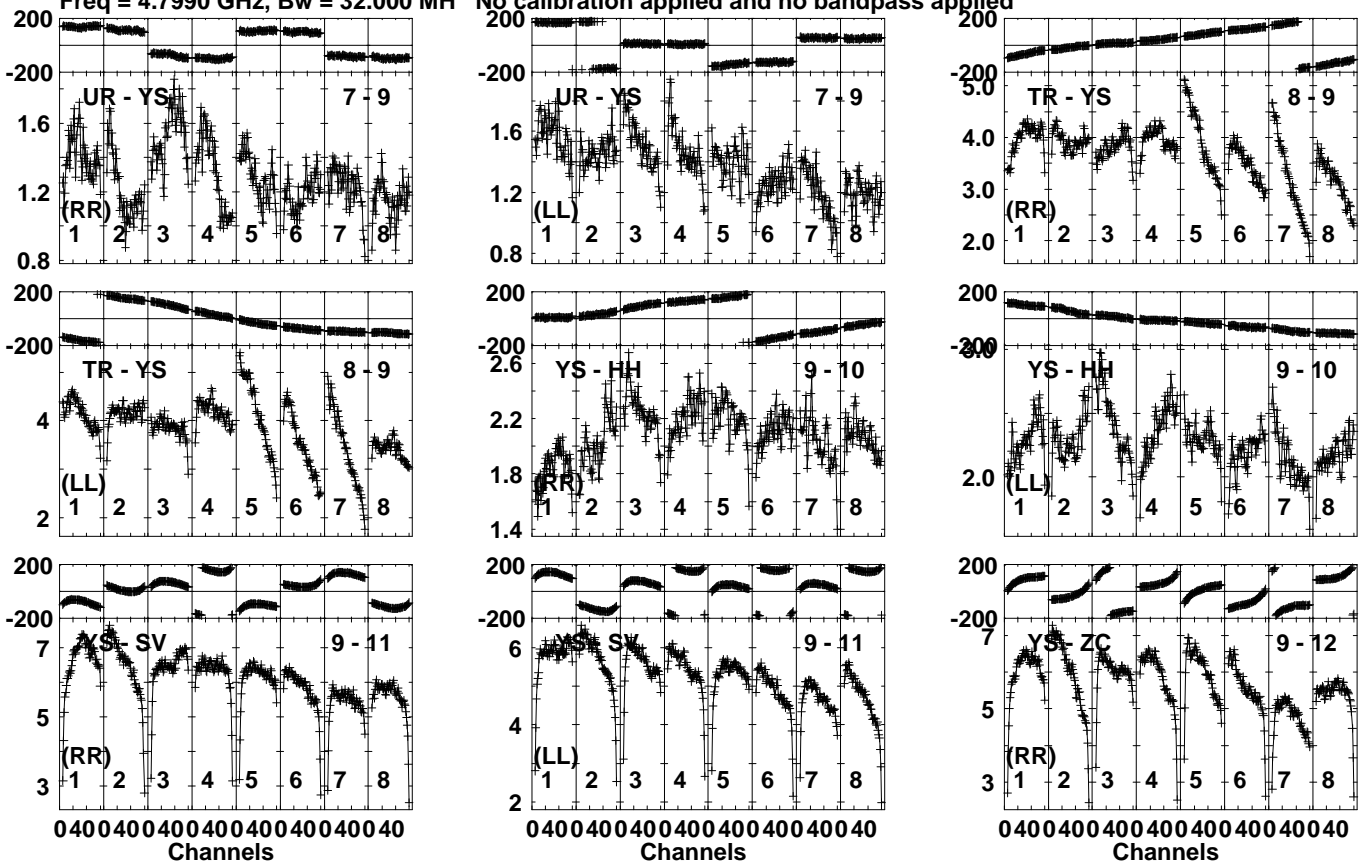 Freq = 4.7990 GHz, Bw = 32.000 MH No calibration applied and no bandpass applied
200 200 200
-200 -200 -200
UR - YS 7 - 9 UR - YS 7 - 9 TR - YS 8 - 9
1.6 1.6 5.0
1.2 1.2 4.0
0.8 0.8 3.0
2.0
(RR) (LL) (RR)
1 2 3 4 5 6 7 8 1 2 3 4 5 6 7 8 1 2 3 4 5 6 7 8
200 200 200
-200 -200 -200
TR - YS 8 - 9 YS - HH 9 - 10 YS - HH 9 - 10
4 2.6 3.0
2 2.2 2.0
1.8
1.4
(LL) (RR) (LL)
1 2 3 4 5 6 7 8 1 2 3 4 5 6 7 8 1 2 3 4 5 6 7 8
200 200 200
-200 -200 -200
YS - SV 9 - 11 YS - SV 9 - 11 YS - ZC 9 - 12
7 6 7
5 4 5
3 2 3
(RR) (LL) (RR)
1 2 3 4 5 6 7 8 1 2 3 4 5 6 7 8 1 2 3 4 5 6 7 8
0 40 0 40 0 40 0 40 0 40 0 40 0 40 0 40 0 40 0 40 0 40 0 40 0 40 0 40 0 40 0 40 0 40 0 40 0 40 0 40 0 40 0 40 0 40 0 40
Channels Channels Channels